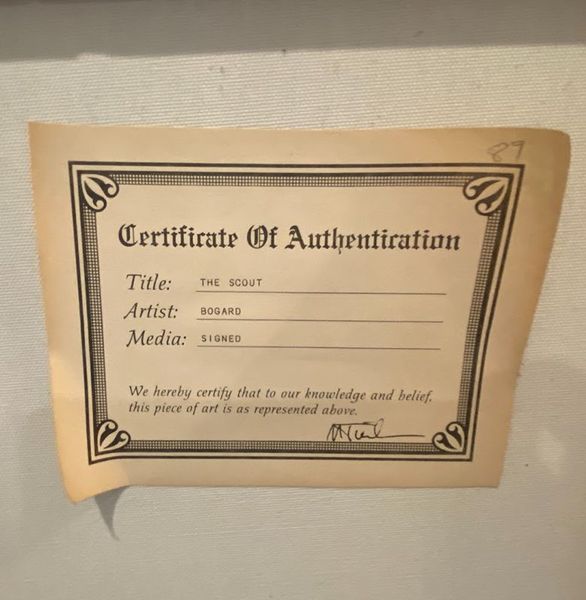 89
Certificate Of Authentication
Title: THE SCOUT
Artist: BOGARD
Media: SIGNED
We hereby certify that to our knowledge and belief,
this piece of art is as represented above.